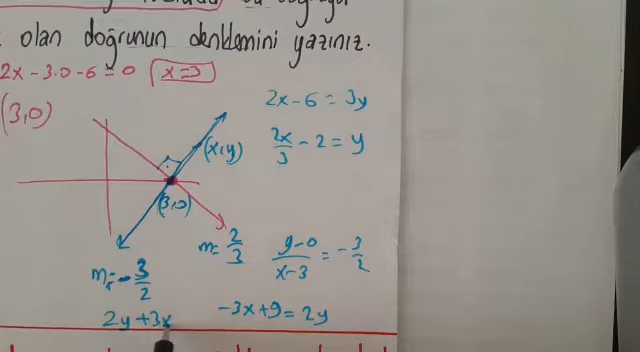 olan doğrunun denklemini yazınız.
2x - 3.0 - 6 = 0 x=3
(3,0)
2x - 6 = 3y
2x/3 - 2 = y
(x,y)
(3,0)
m = 2/3
y-0/x-3 = -3/2
-3/2
2y + 3x
-3x + 9 = 2y